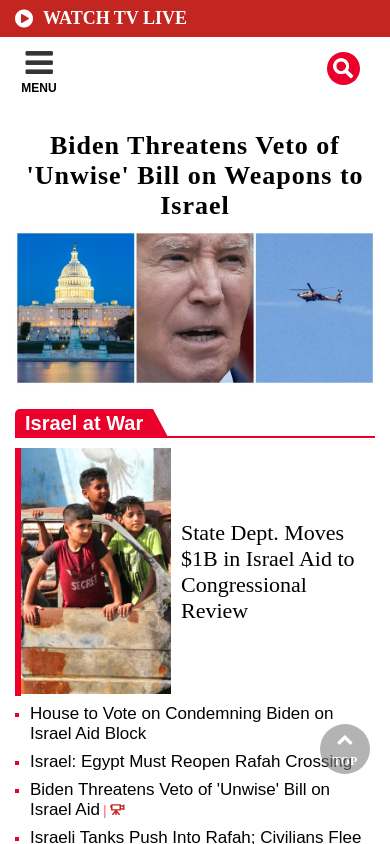 WATCH TV LIVE
MENU
Biden Threatens Veto of
'Unwise' Bill on Weapons to
Israel
Israel at War
SECRET
State Dept. Moves
$1B in Israel Aid to
Congressional
Review
House to Vote on Condemning Biden on
Israel Aid Block
Israel: Egypt Must Reopen Rafah Crossing
TOP
Biden Threatens Veto of 'Unwise' Bill on
Israel Aid |
Israeli Tanks Push Into Rafah; Civilians Flee